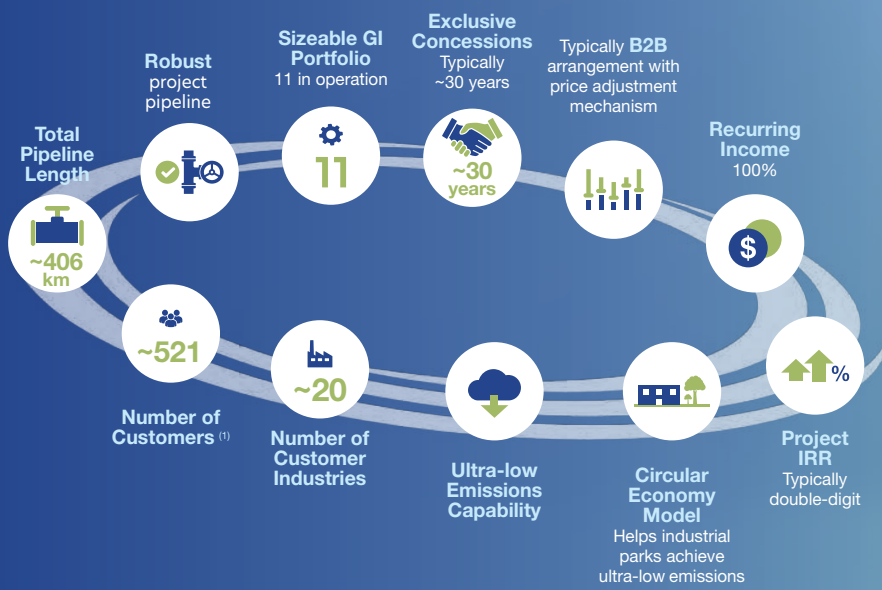 Total
Pipeline
Length
~406
km
Robust
project
pipeline
Sizeable GI
Portfolio
11 in operation
11
Exclusive
Concessions
Typically
~30 years
~30
years
Typically B2B
arrangement with
price adjustment
mechanism
Recurring
Income
100%
$
~521
Number of
Customers (1)
~20
Number of
Customer
Industries
Ultra-low
Emissions
Capability
Circular
Economy
Model
Helps industrial
parks achieve
ultra-low emissions
%
Project
IRR
Typically
double-digit